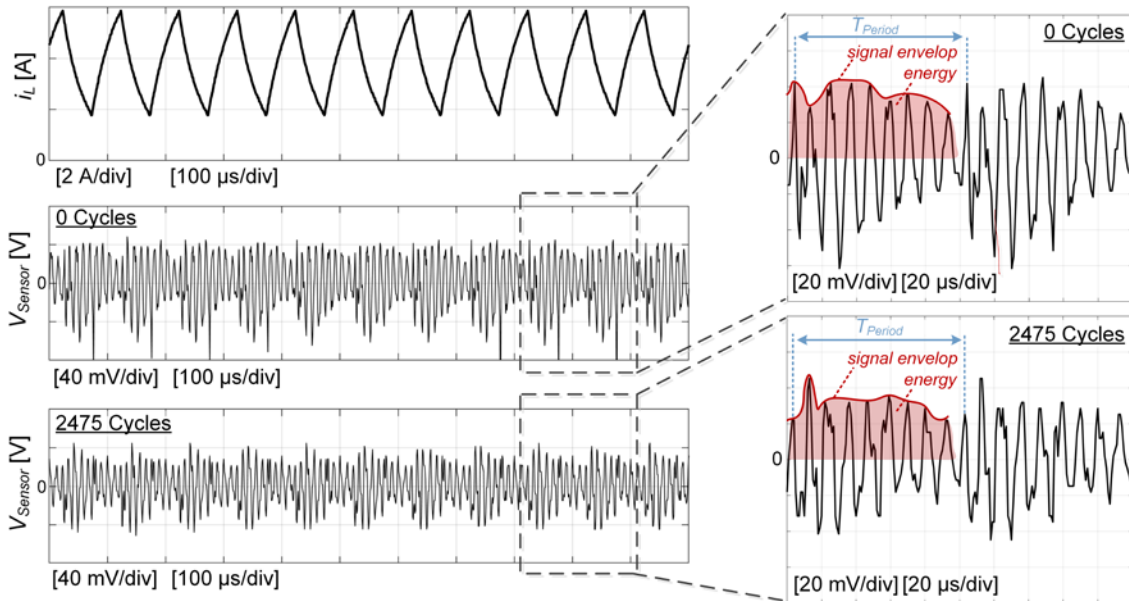 i_L [A]
0
[2 A/div] [100 µs/div]
0 Cycles
V_Sensor [V]
0
[40 mV/div] [100 µs/div]
2475 Cycles
V_Sensor [V]
0
[40 mV/div] [100 µs/div]
T_Period
0 Cycles
signal envelop
energy
0
[20 mV/div] [20 µs/div]
T_Period
2475 Cycles
signal envelop
energy
0
[20 mV/div] [20 µs/div]